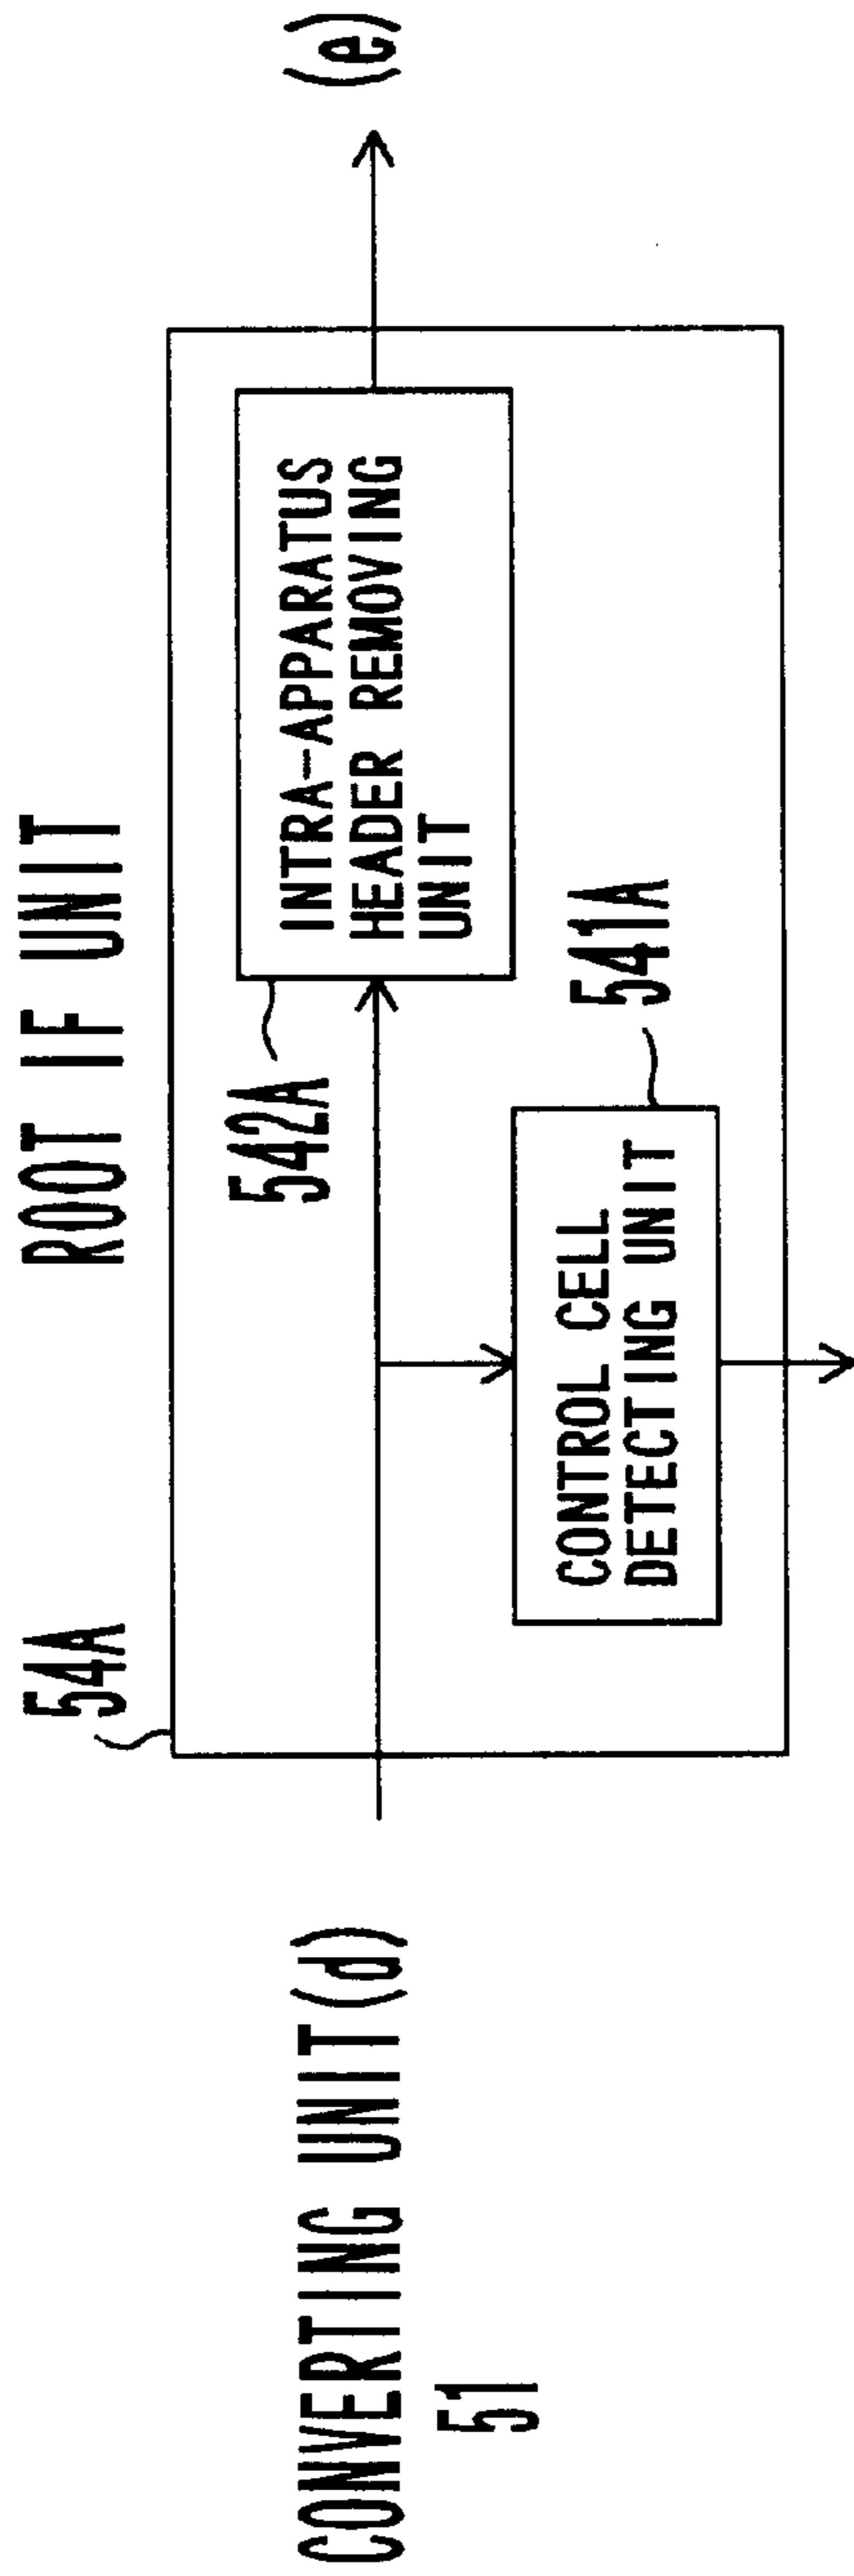 54A
ROOT IF UNIT
CONVERTING UNIT(d)
51
542A
INTRA-APPARATUS
HEADER REMOVING
UNIT
(e)
541A
CONTROL CELL
DETECTING UNIT